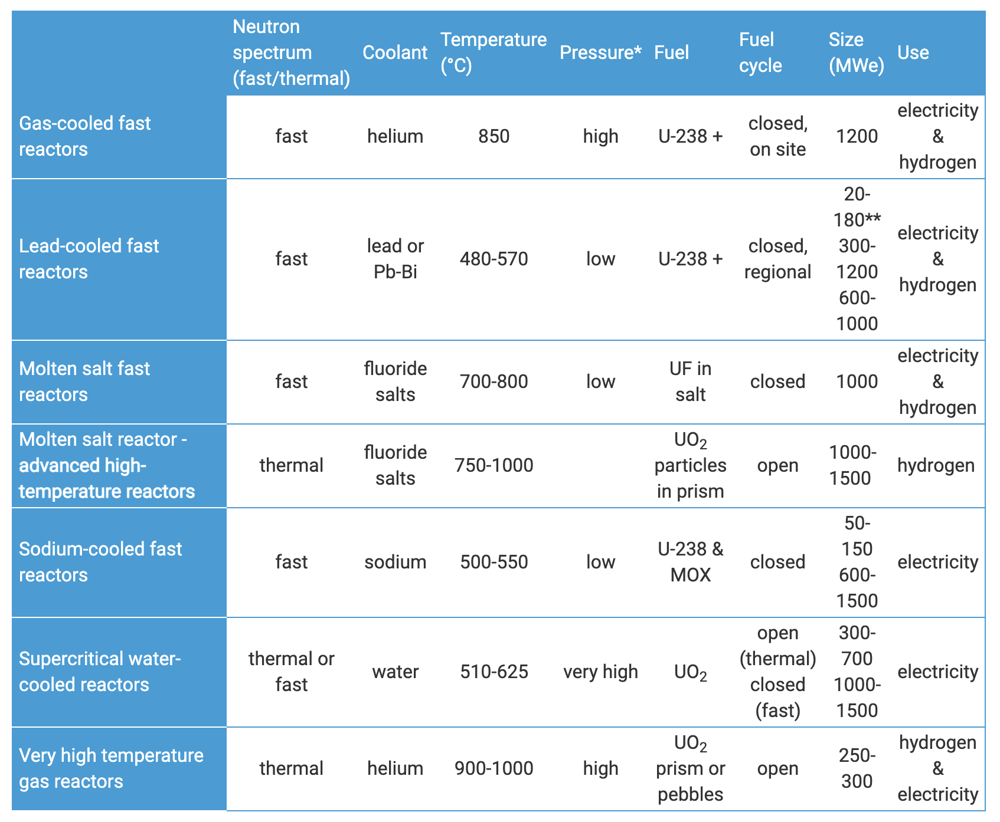 Neutron
spectrum
(fast/thermal)
Coolant
Temperature
(°C)
Pressure*
Fuel
Fuel
cycle
Size
(MWe)
Use
Gas-cooled fast
reactors
fast
helium
850
high
U-238 +
closed,
on site
1200
electricity
&
hydrogen
Lead-cooled fast
reactors
fast
lead or
Pb-Bi
480-570
low
U-238 +
closed,
regional
20-
180**
300-
1200
600-
1000
electricity
&
hydrogen
Molten salt fast
reactors
fast
fluoride
salts
700-800
low
UF in
salt
closed
1000
electricity
&
hydrogen
Molten salt reactor -
advanced high-
temperature reactors
thermal
fluoride
salts
750-1000
UO₂
particles
in prism
open
1000-
1500
hydrogen
Sodium-cooled fast
reactors
fast
sodium
500-550
low
U-238 &
MOX
closed
50-
150
600-
1500
electricity
Supercritical water-
cooled reactors
thermal or
fast
water
510-625
very high
UO₂
open
(thermal)
closed
(fast)
300-
700
1000-
1500
electricity
Very high temperature
gas reactors
thermal
helium
900-1000
high
UO₂
prism or
pebbles
open
250-
300
hydrogen
&
electricity